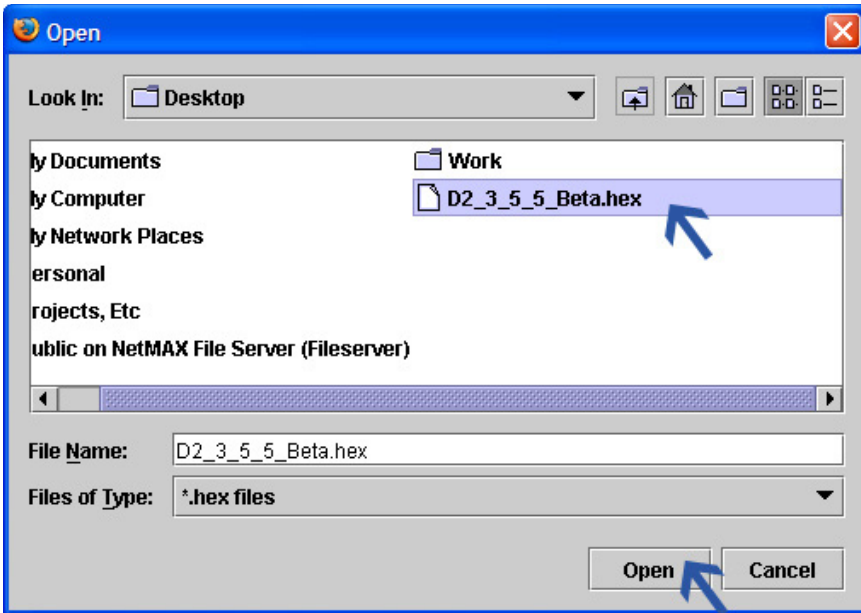 Open
Look In: Desktop
ly Documents
ly Computer
ly Network Places
ersonal
rojects, Etc
ublic on NetMAX File Server (Fileserver)
Work
D2_3_5_5_Beta.hex
File Name: D2_3_5_5_Beta.hex
Files of Type: *.hex files
Open Cancel